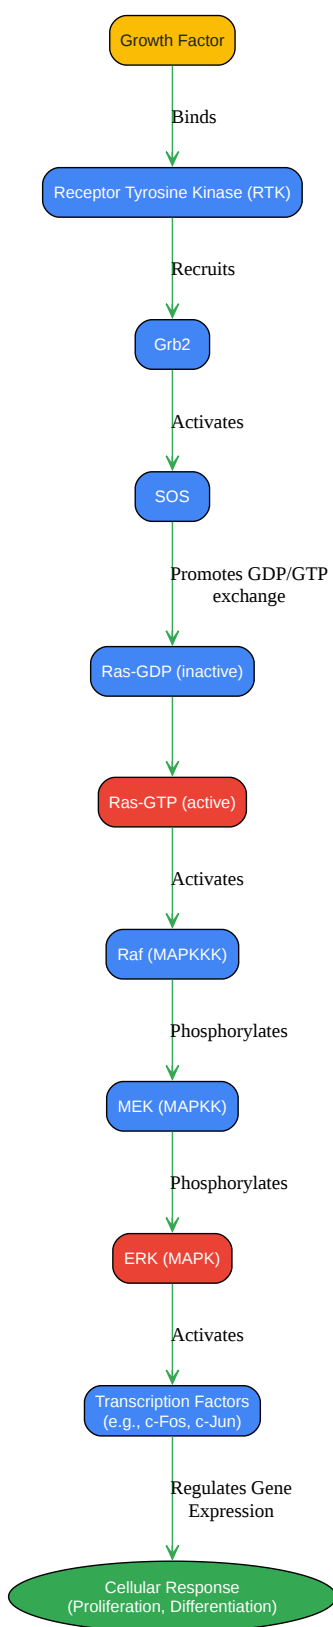 Growth Factor
Binds
Receptor Tyrosine Kinase (RTK)
Recruits
Grb2
Activates
SOS
Promotes GDP/GTP
exchange
Ras-GDP (inactive)
Ras-GTP (active)
Activates
Raf (MAPKKK)
Phosphorylates
MEK (MAPKK)
Phosphorylates
ERK (MAPK)
Activates
Transcription Factors
(e.g., c-Fos, c-Jun)
Regulates Gene
Expression
Cellular Response
(Proliferation, Differentiation)